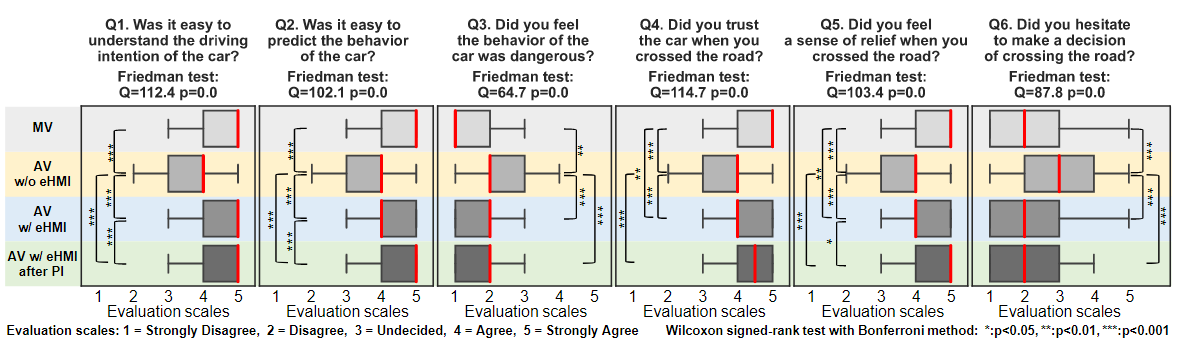 Q1. Was it easy to
understand the driving
intention of the car?
Friedman test:
Q=112.4 p=0.0
Q2. Was it easy to
predict the behavior
of the car?
Friedman test:
Q=102.1 p=0.0
Q3. Did you feel
the behavior of the
car was dangerous?
Friedman test:
Q=64.7 p=0.0
Q4. Did you trust
the car when you
crossed the road?
Friedman test:
Q=114.7 p=0.0
Q5. Did you feel
a sense of relief when you
crossed the road?
Friedman test:
Q=103.4 p=0.0
Q6. Did you hesitate
to make a decision
of crossing the road?
Friedman test:
Q=87.8 p=0.0
MV
AV
w/o eHMI
AV
w/ eHMI
AV w/ eHMI
after PI
***
***
***
***
***
***
***
***
**
***
***
***
***
**
***
***
***
**
***
***
*
***
***
***
1 2 3 4 5
Evaluation scales
1 2 3 4 5
Evaluation scales
1 2 3 4 5
Evaluation scales
1 2 3 4 5
Evaluation scales
1 2 3 4 5
Evaluation scales
1 2 3 4 5
Evaluation scales
Evaluation scales: 1 = Strongly Disagree, 2 = Disagree, 3 = Undecided, 4 = Agree, 5 = Strongly Agree
Wilcoxon signed-rank test with Bonferroni method: *:p<0.05, **:p<0.01, ***:p<0.001